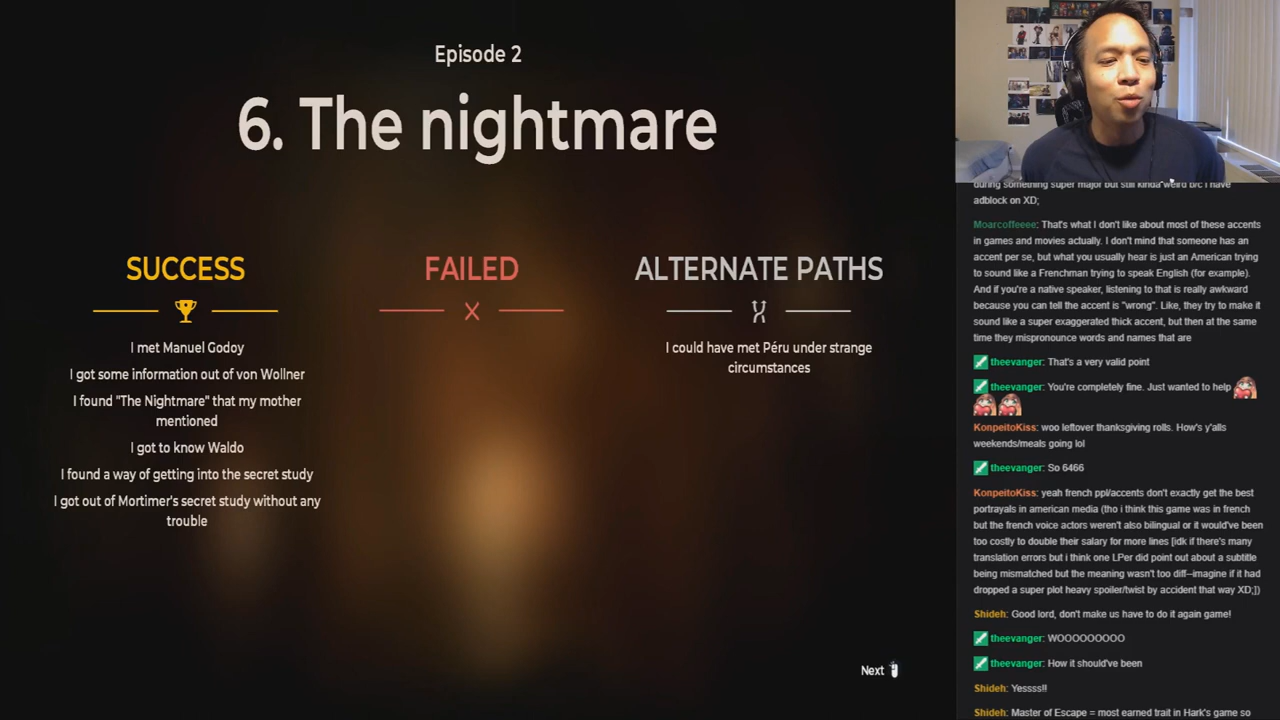 Episode 2
6. The nightmare
SUCCESS
I met Manuel Godoy
I got some information out of von Wollner
I found "The Nightmare" that my mother
mentioned
I got to know Waldo
I found a way of getting into the secret study
I got out of Mortimer's secret study without any
trouble
FAILED
ALTERNATE PATHS
I could have met Péru under strange
circumstances
Next
during something super major but still kinda weird b/c I have
adblock on XD;
Moarcoffeeee: That's what I don't like about most of these accents
in games and movies actually. I don't mind that someone has an
accent per se, but what you usually hear is just an American trying
to sound like a Frenchman trying to speak English (for example).
And if you're a native speaker, listening to that is really awkward
because you can tell the accent is "wrong". Like, they try to make it
sound like a super exaggerated thick accent, but then at the same
time they mispronounce words and names that are
theevanger: That's a very valid point
theevanger: You're completely fine. Just wanted to help
KonpeitoKiss: woo leftover thanksgiving rolls. How's y'alls
weekends/meals going lol
theevanger: So 6466
KonpeitoKiss: yeah french ppl/accents don't exactly get the best
portrayals in american media (tho i think this game was in french
but the french voice actors weren't also bilingual or it would've been
too costly to double their salary for more lines [idk if there's many
translation errors but i think one LPer did point out about a subtitle
being mismatched but the meaning wasn't too diff--imagine if it had
dropped a super plot heavy spoiler/twist by accident that way XD;])
Shideh: Good lord, don't make us have to do it again game!
theevanger: WOOOOOOOOO
theevanger: How it should've been
Shideh: Yessss!!
Shideh: Master of Escape = most earned trait in Hark's game so